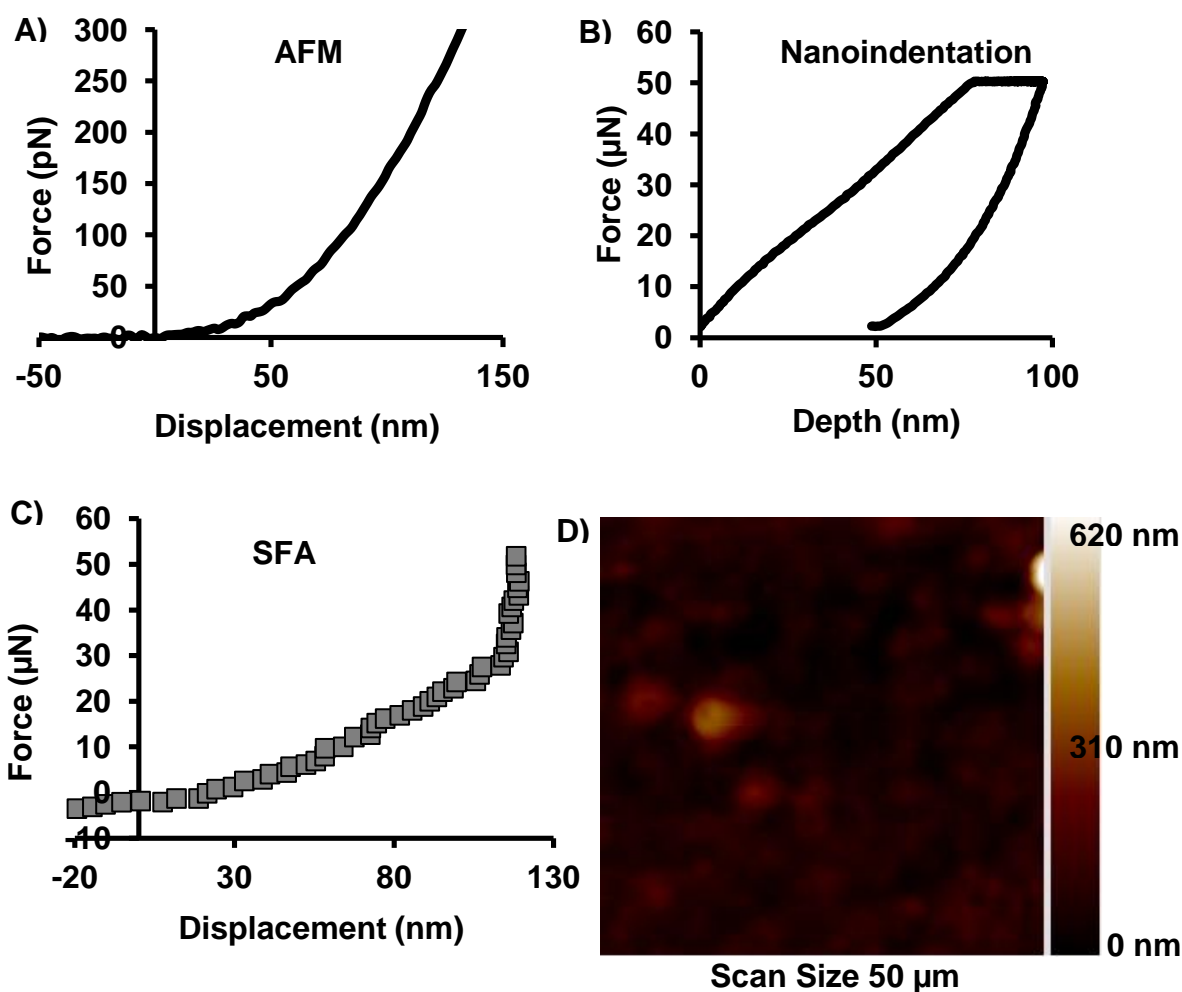 A)
AFM
Force (pN)
300
250
200
150
100
50
0
-50
50
150
Displacement (nm)
B)
Nanoindentation
Force (µN)
60
50
40
30
20
10
0
0
50
100
Depth (nm)
C)
SFA
Force (µN)
60
50
40
30
20
10
0
-10
-20
30
80
130
Displacement (nm)
D)
620 nm
310 nm
0 nm
Scan Size 50 µm